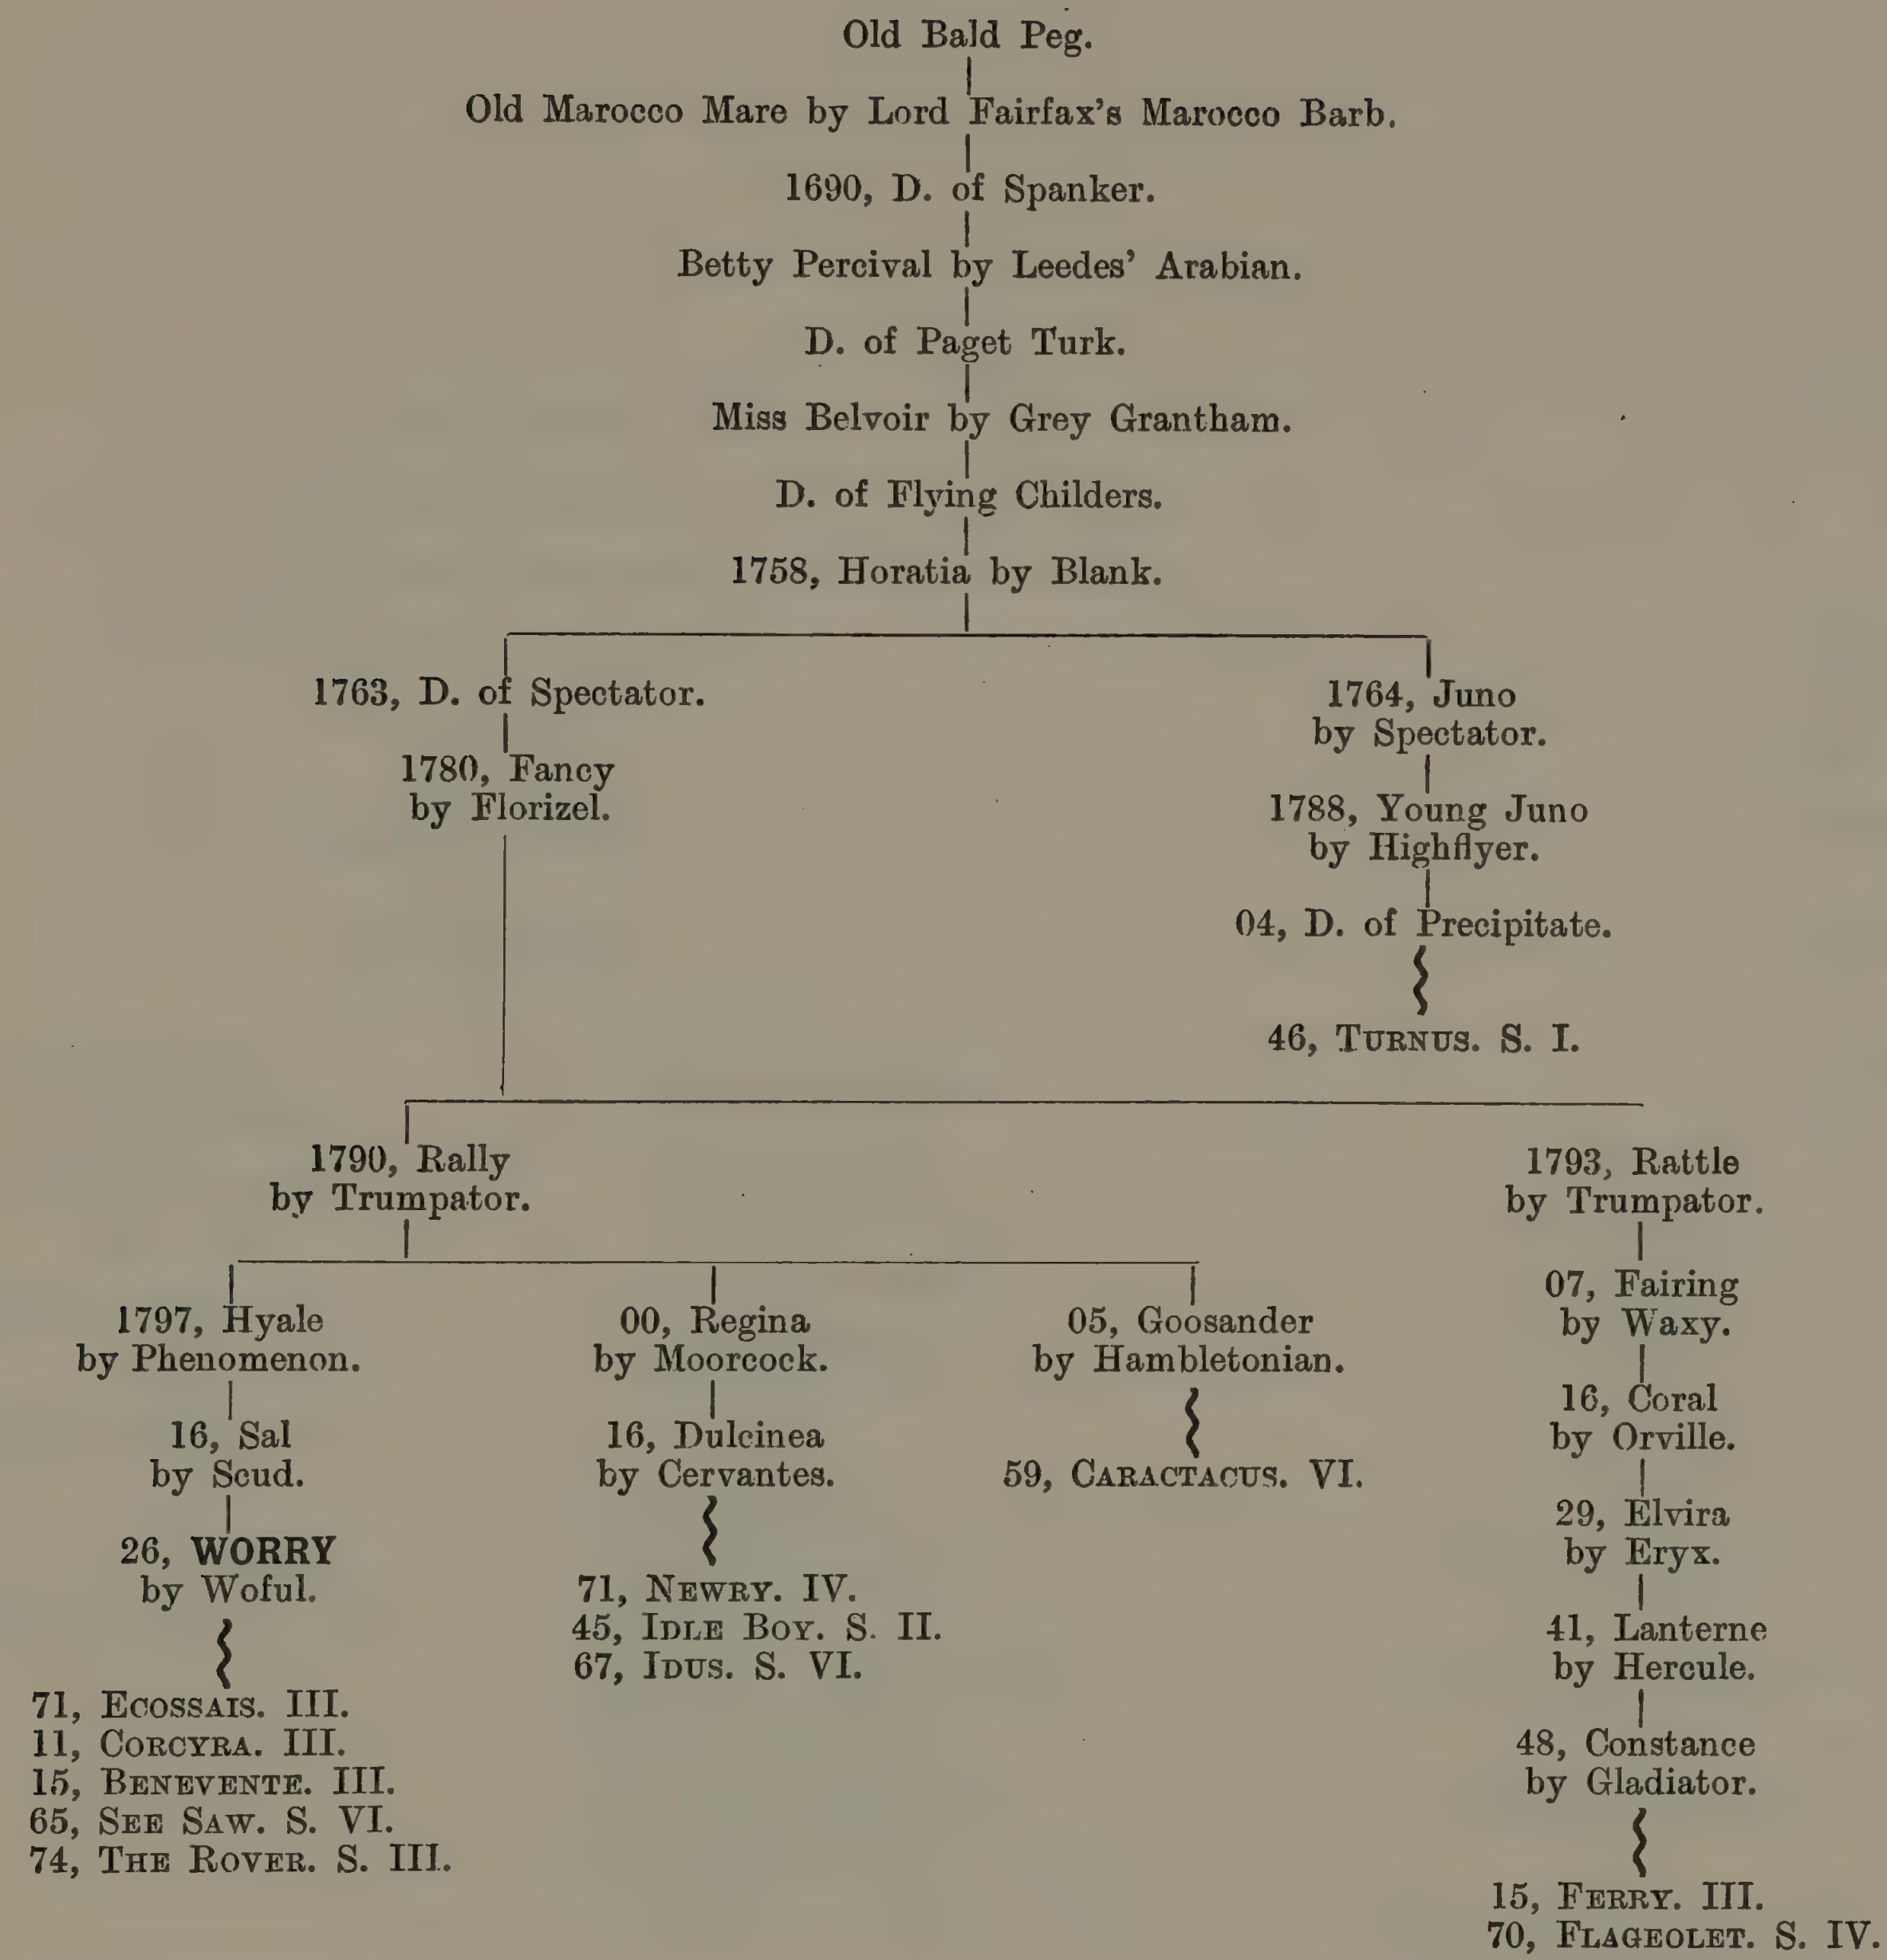 Old Bald Peg.
Old Marocco Mare by Lord Fairfax's Marocco Barb.
1690, D. of Spanker.
Betty Percival by Leedes' Arabian.
D. of Paget Turk.
Miss Belvoir by Grey Grantham.
D. of Flying Childers.
1758, Horatia by Blank.
1763, D. of Spectator.
1780, Fancy
by Florizel.
1764, Juno
by Spectator.
1788, Young Juno
by Highflyer.
04, D. of Precipitate.
46, TURNUS. S. I.
1790, Rally
by Trumpator.
1797, Hyale
by Phenomenon.
16, Sal
by Scud.
26, WORRY
by Woful.
71, ECOSSAIS. III.
11, CORCYRA. III.
15, BENEVENTE. III.
65, SEE SAW. S. VI.
74, THE ROVER. S. III.
00, Regina
by Moorcock.
16, Dulcinea
by Cervantes.
71, NEWRY. IV.
45, IDLE BOY. S. II.
67, IDUS. S. VI.
05, Goosander
by Hambletonian.
59, CARACTACUS. VI.
1793, Rattle
by Trumpator.
07, Fairing
by Waxy.
16, Coral
by Orville.
29, Elvira
by Eryx.
41, Lanterne
by Hercule.
48, Constance
by Gladiator.
15, FERRY. III.
70, FLAGEOLET. S. IV.